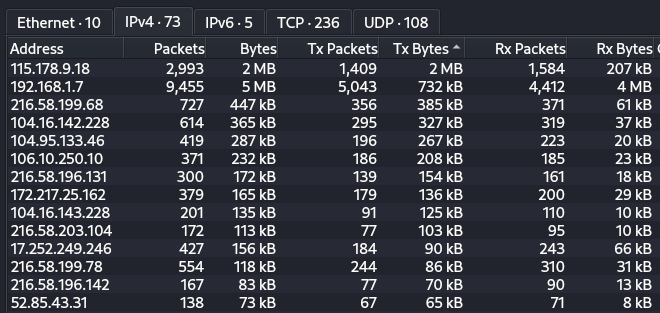 Ethernet · 10 IPv4 · 73 IPv6 · 5 TCP · 236 UDP · 108
Address Packets Bytes Tx Packets Tx Bytes Rx Packets Rx Bytes
115.178.9.18 2,993 2 MB 1,409 2 MB 1,584 207 kB
192.168.1.7 9,455 5 MB 5,043 732 kB 4,412 4 MB
216.58.199.68 727 447 kB 356 385 kB 371 61 kB
104.16.142.228 614 365 kB 295 327 kB 319 37 kB
104.95.133.46 419 287 kB 196 267 kB 223 20 kB
106.10.250.10 371 232 kB 186 208 kB 185 23 kB
216.58.196.131 300 172 kB 139 154 kB 161 18 kB
172.217.25.162 379 165 kB 179 136 kB 200 29 kB
104.16.143.228 201 135 kB 91 125 kB 110 10 kB
216.58.203.104 172 113 kB 77 103 kB 95 10 kB
17.252.249.246 427 156 kB 184 90 kB 243 66 kB
216.58.199.78 554 118 kB 244 86 kB 310 31 kB
216.58.196.142 167 83 kB 77 70 kB 90 13 kB
52.85.43.31 138 73 kB 67 65 kB 71 8 kB